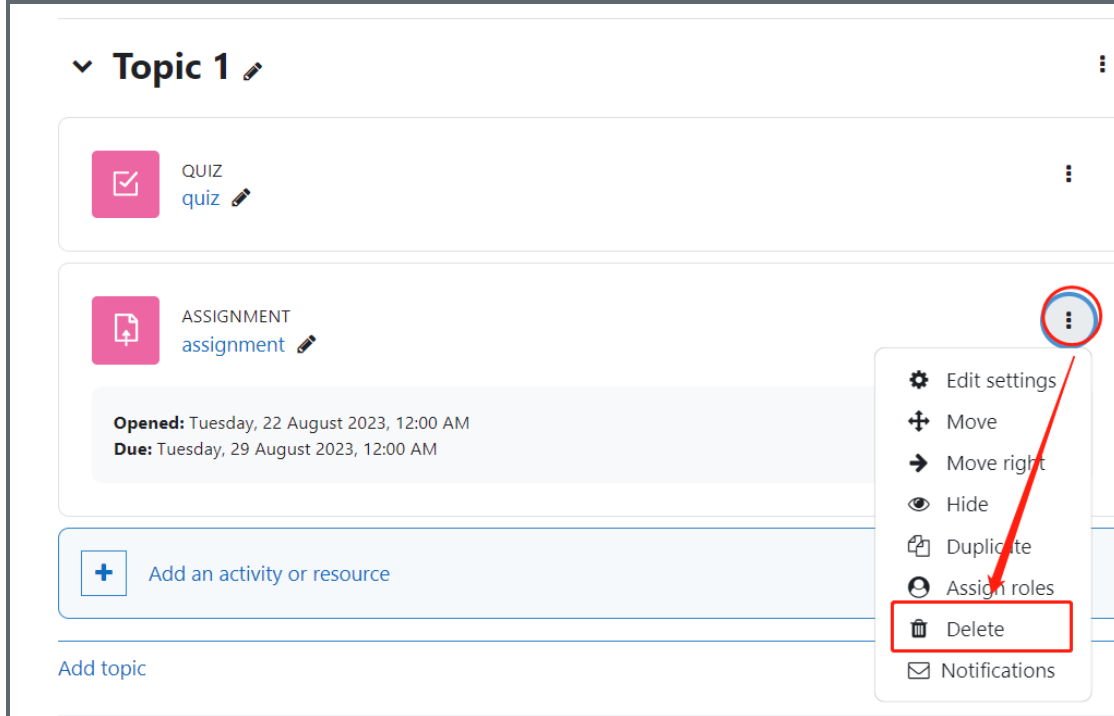 Topic 1
QUIZ
quiz
ASSIGNMENT
assignment
Opened: Tuesday, 22 August 2023, 12:00 AM
Due: Tuesday, 29 August 2023, 12:00 AM
Edit settings
Move
Move right
Hide
Duplicate
Assign roles
Delete
Notifications
Add an activity or resource
Add topic